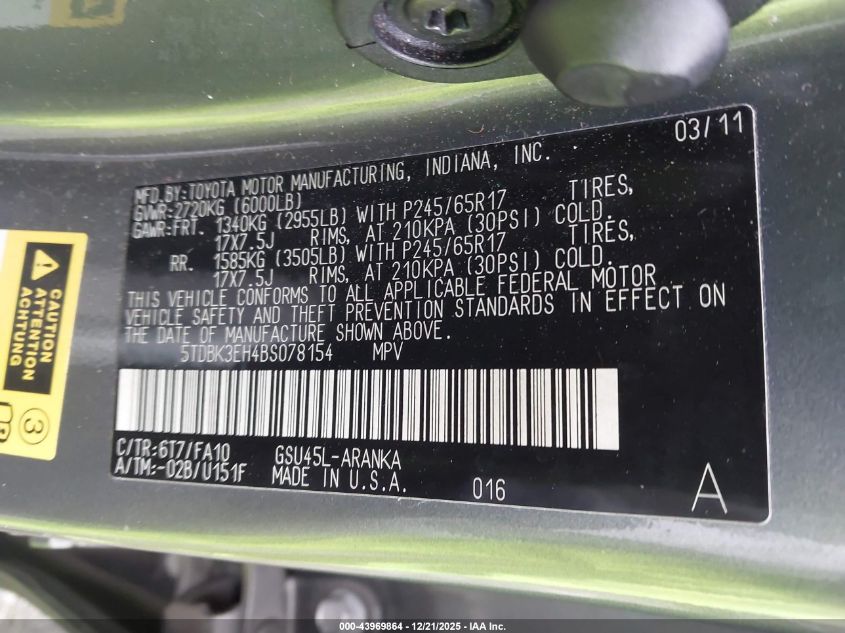 03/11
MFD.BY:TOYOTA MOTOR MANUFACTURING, INDIANA, INC.
GVWR:2720KG (6000LB)
GAWR:FRT. 1340KG (2955LB) WITH P245/65R17 TIRES,
17X7.5J RIMS, AT 210KPA (30PSI) COLD.
RR. 1585KG (3505LB) WITH P245/65R17 TIRES,
17X7.5J RIMS, AT 210KPA (30PSI) COLD.
THIS VEHICLE CONFORMS TO ALL APPLICABLE FEDERAL MOTOR
VEHICLE SAFETY AND THEFT PREVENTION STANDARDS IN EFFECT ON
THE DATE OF MANUFACTURE SHOWN ABOVE.
5TDBK3EH4BS078154 MPV
C/TR:6T7/FA10 GSU45L-ARANKA
A/TM:-02B/U151F MADE IN U.S.A. 016 A
CAUTION
ATTENTION
ACHTUNG
3
000-43969864 - 12/21/2025 - IAA Inc.